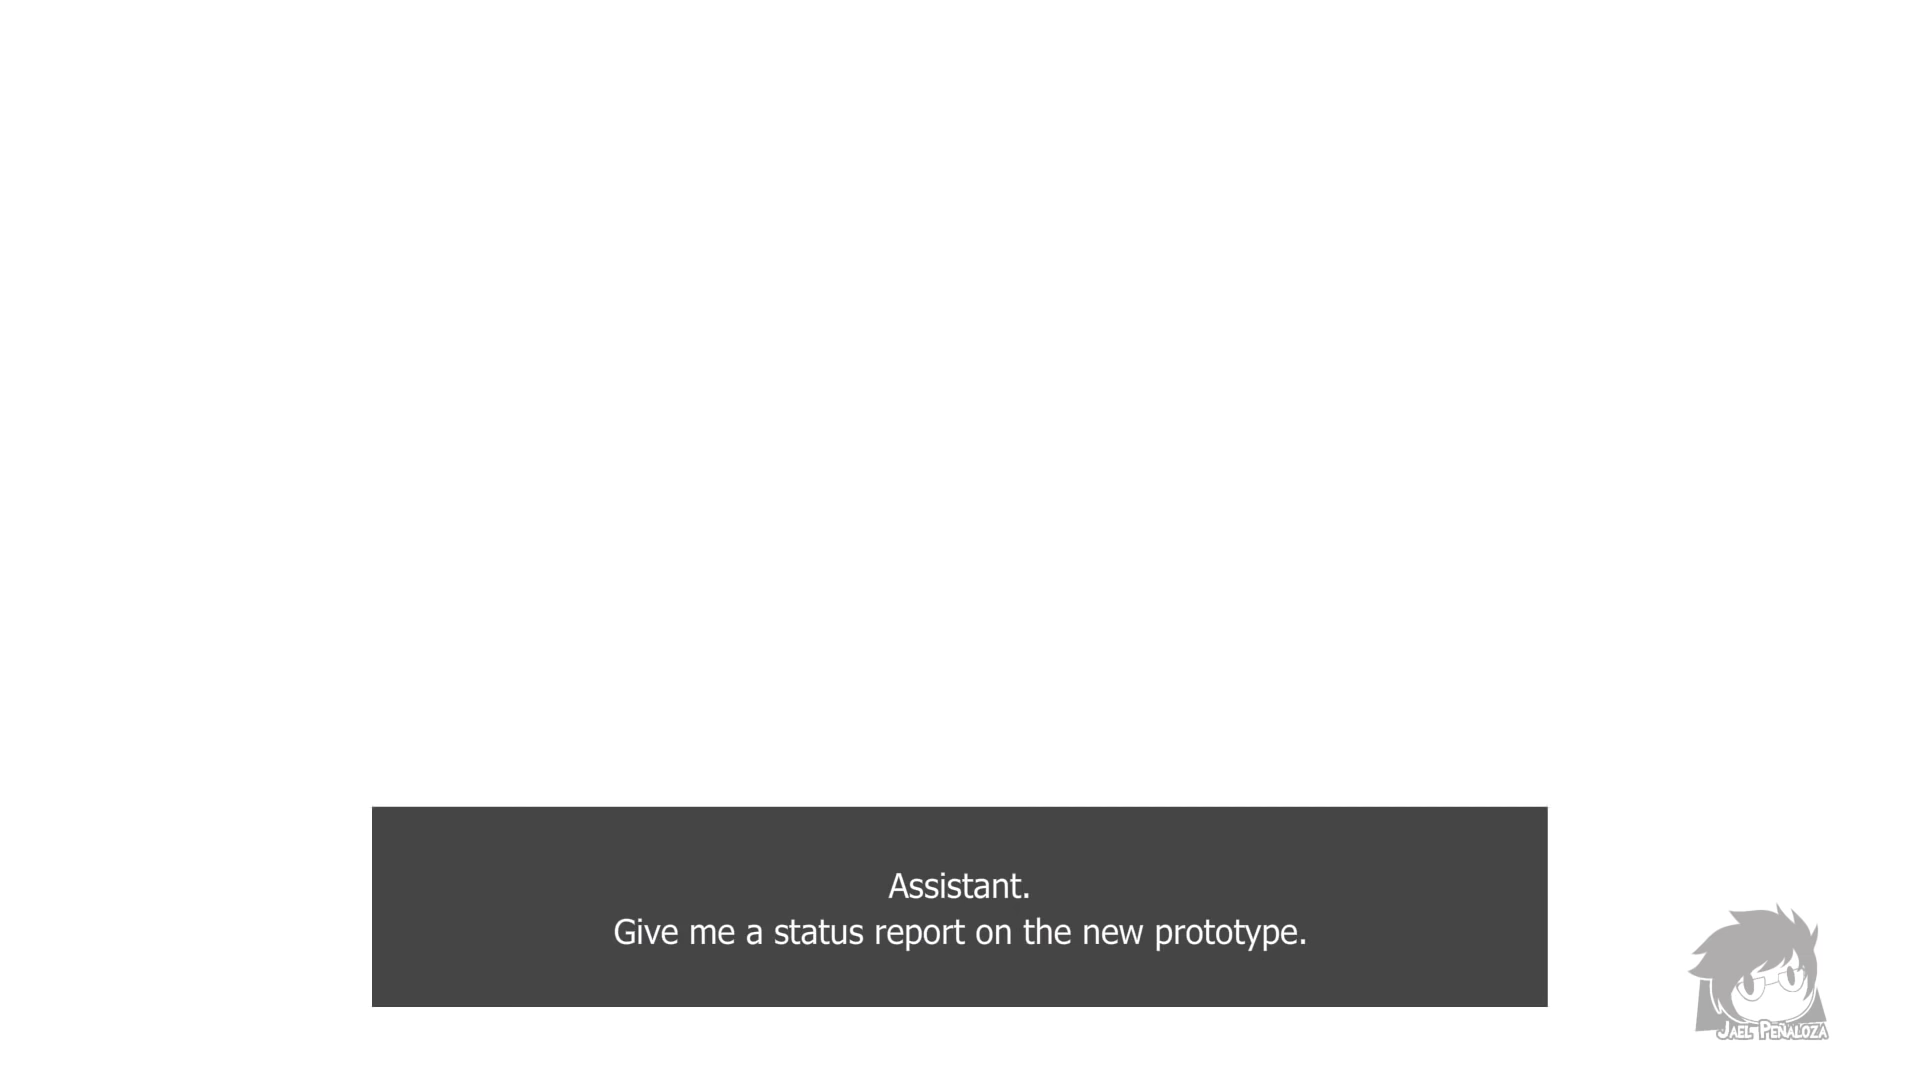 Assistant.
Give me a status report on the new prototype.
JAEL PEÑALOZA